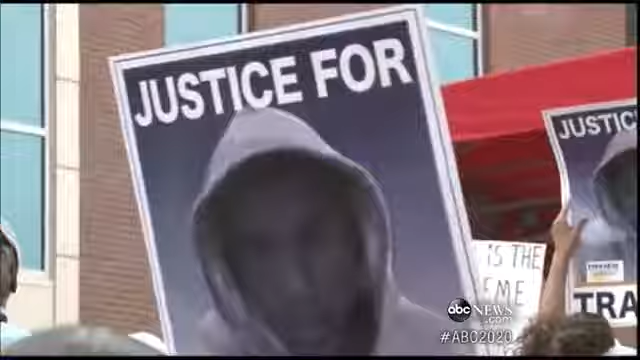 JUSTICE FOR
JUSTIC
IS THE
EME
TRA
abc NEWS
.com
#ABC2020